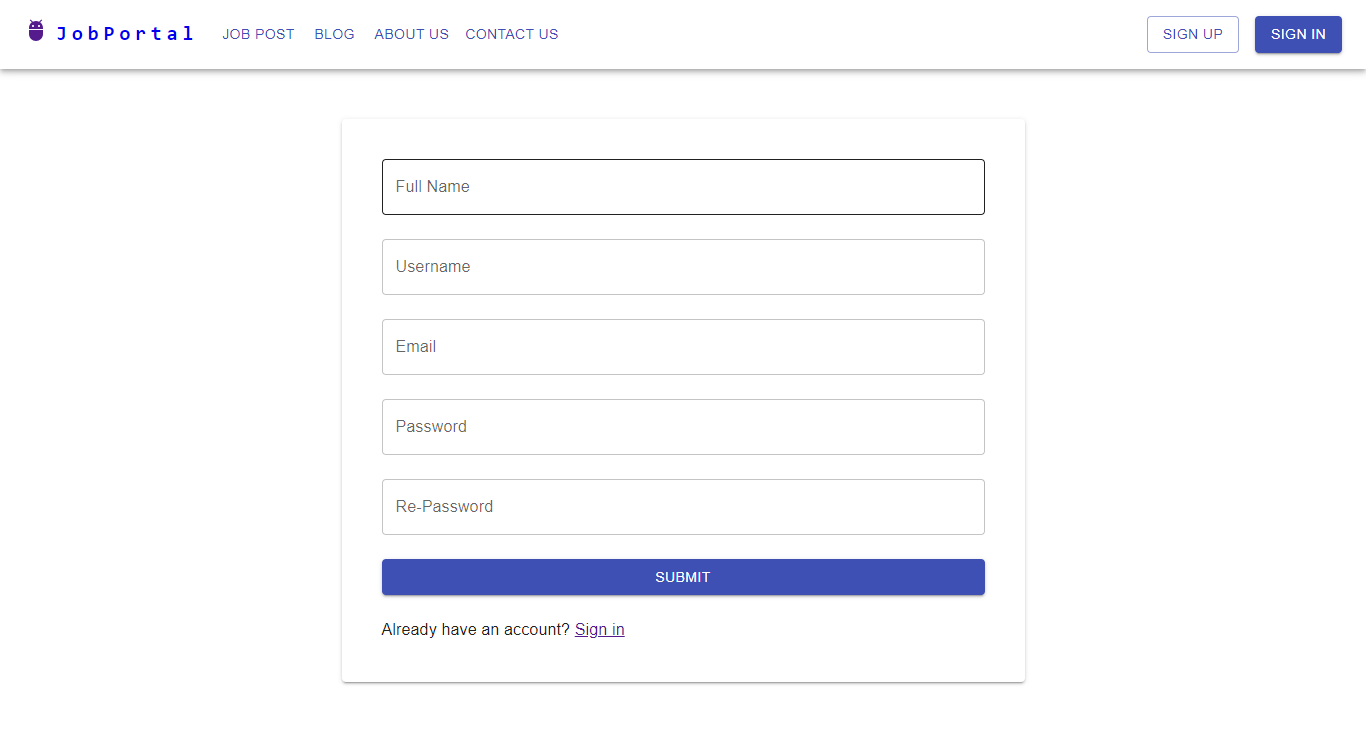 JobPortal JOB POST BLOG ABOUT US CONTACT US SIGN UP SIGN IN
Full Name
Username
Email
Password
Re-Password
SUBMIT
Already have an account? Sign in